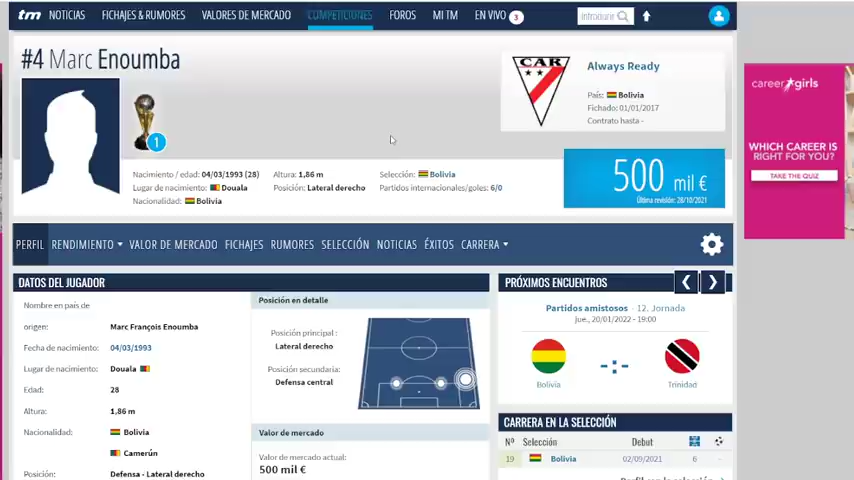 tm NOTICIAS FICHAJES & RUMORES VALORES DE MERCADO COMPETICIONES FOROS MI TM EN VIVO 3
#4 Marc Enoumba
1
CAR
Always Ready
País: Bolivia
Fichado: 01/01/2017
Contrato hasta -
Nacimiento / edad: 04/03/1993 (28)
Lugar de nacimiento: Douala
Nacionalidad: Bolivia
Altura: 1,86 m
Posición: Lateral derecho
Selección: Bolivia
Partidos internacionales/goles: 6/0
500 mil €
Última revisión: 28/10/2021
career girls
WHICH CAREER IS
RIGHT FOR YOU?
TAKE THE QUIZ
PERFIL RENDIMIENTO VALOR DE MERCADO FICHAJES RUMORES SELECCIÓN NOTICIAS ÉXITOS CARRERA
DATOS DEL JUGADOR
Nombre en país de
origen: Marc François Enoumba
Fecha de nacimiento: 04/03/1993
Lugar de nacimiento: Douala
Edad: 28
Altura: 1,86 m
Nacionalidad: Bolivia
Camerún
Posición: Defensa - Lateral derecho
Posición en detalle
Posición principal :
Lateral derecho
Posición secundaria:
Defensa central
Valor de mercado
Valor de mercado actual:
500 mil €
PRÓXIMOS ENCUENTROS
Partidos amistosos - 12. Jornada
jue., 20/01/2022 - 19:00
-:-
Bolivia Trinidad
CARRERA EN LA SELECCIÓN
Nº Selección Debut
19 Bolivia 02/09/2021 6 -